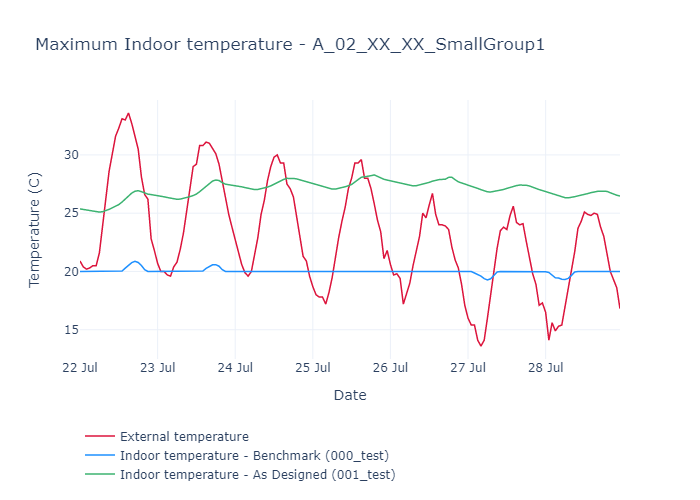 Maximum Indoor temperature - A_02_XX_XX_SmallGroup1
Temperature (C)
30
25
20
15
22 Jul 23 Jul 24 Jul 25 Jul 26 Jul 27 Jul 28 Jul
Date
External temperature
Indoor temperature - Benchmark (000_test)
Indoor temperature - As Designed (001_test)